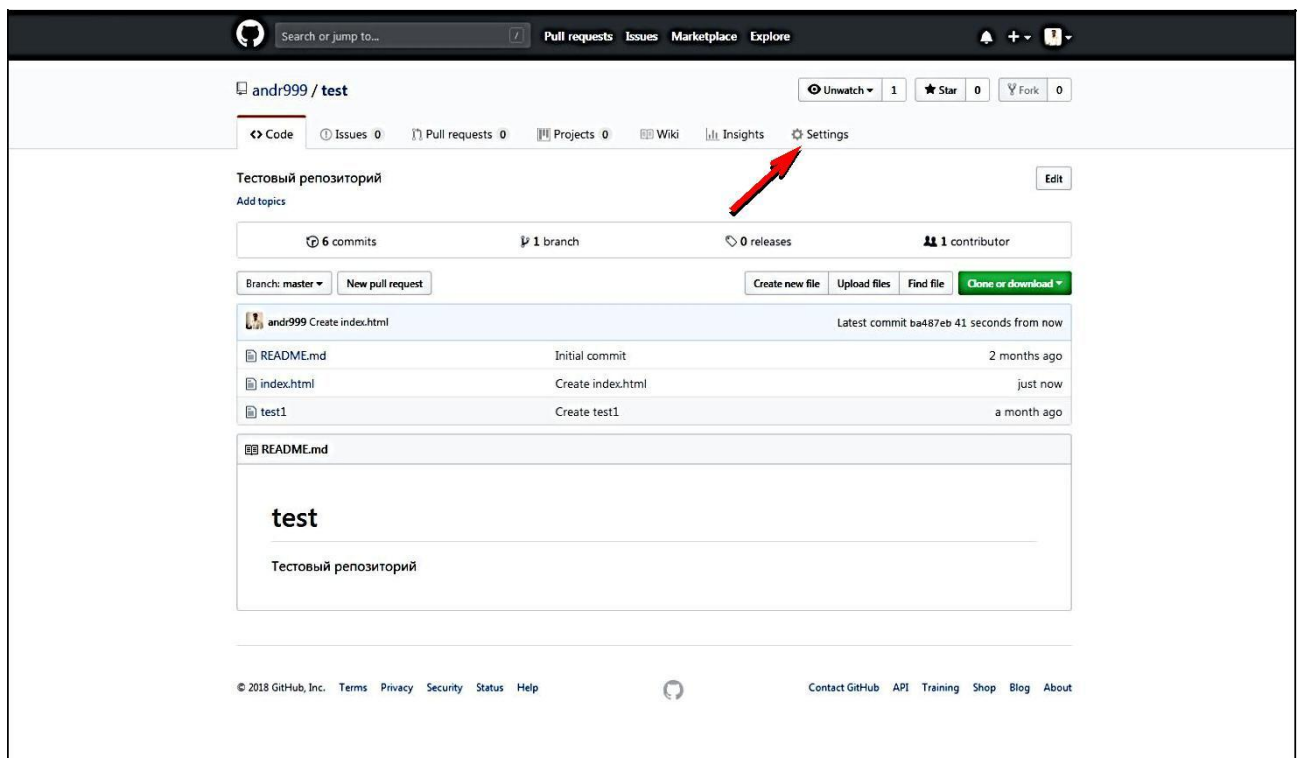 Search or jump to... / Pull requests Issues Marketplace Explore
andr999 / test Unwatch 1 Star 0 Fork 0
Code Issues 0 Pull requests 0 Projects 0 Wiki Insights Settings
Тестовый репозиторий Edit
Add topics
6 commits 1 branch 0 releases 1 contributor
Branch: master New pull request Create new file Upload files Find file Clone or download
andr999 Create index.html Latest commit ba487eb 41 seconds from now
README.md Initial commit 2 months ago
index.html Create index.html just now
test1 Create test1 a month ago
README.md
test
Тестовый репозиторий
© 2018 GitHub, Inc. Terms Privacy Security Status Help Contact GitHub API Training Shop Blog About